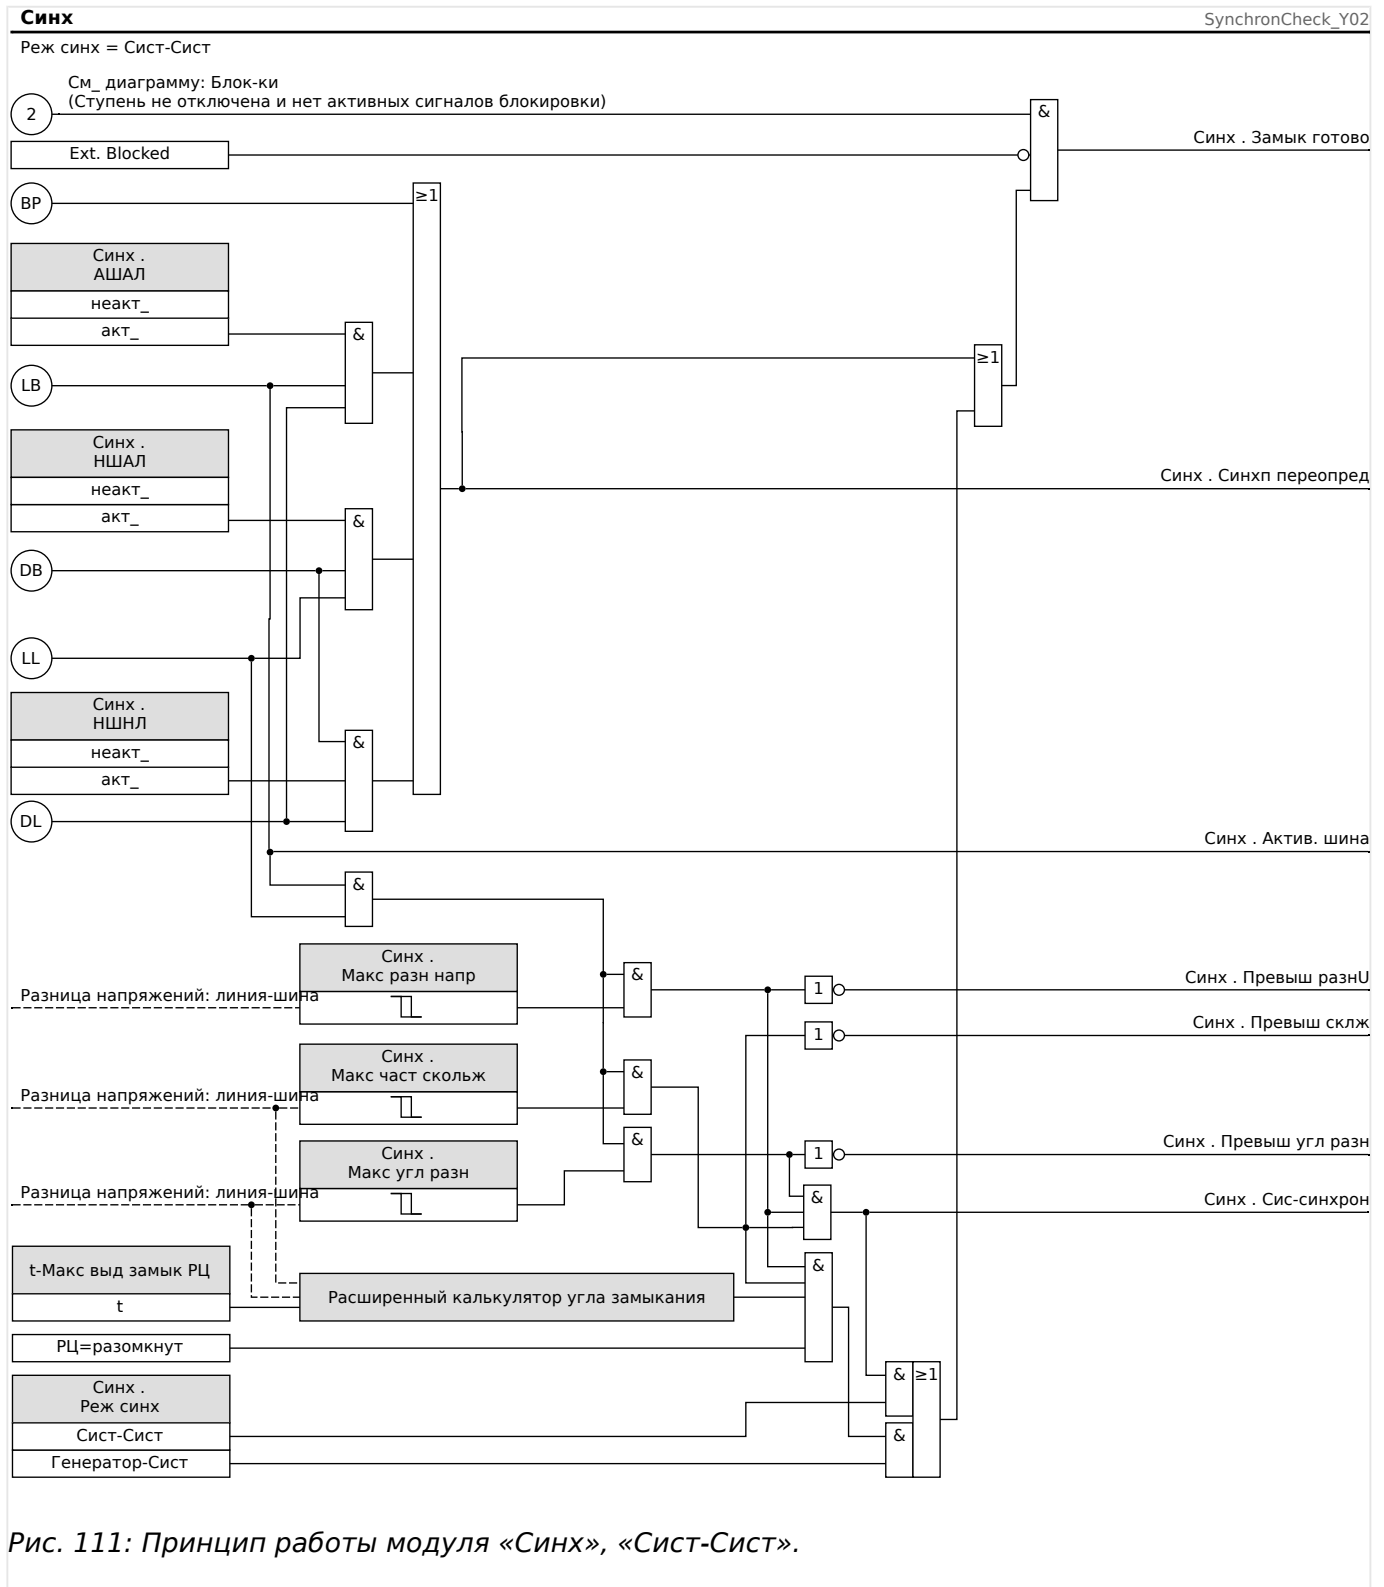 Синх
SynchronCheck_Y02
Реж синх = Сист-Сист
См_ диаграмму: Блок-ки
(Ступень не отключена и нет активных сигналов блокировки)
2
&
Синх . Замык готово
Ext. Blocked
BP
≥1
Синх .
АШАЛ
неакт_
акт_
&
≥1
LB
Синх .
НШАЛ
неакт_
акт_
&
Синх . Синхп переопред
DB
LL
Синх .
НШНЛ
неакт_
акт_
&
DL
Синх . Актив. шина
&
Синх .
Макс разн напр
Разница напряжений: линия-шина
&
1
Синх . Превыш разнU
1
Синх . Превыш склж
Синх .
Макс част скольж
Разница напряжений: линия-шина
&
Синх .
Макс угл разн
Разница напряжений: линия-шина
&
1
Синх . Превыш угл разн
&
Синх . Сис-синхрон
t-Макс выд замык РЦ
t
Расширенный калькулятор угла замыкания
&
РЦ=разомкнут
Синх .
Реж синх
Сист-Сист
Генератор-Сист
&
≥1
&
Рис. 111: Принцип работы модуля «Синх», «Сист-Сист».